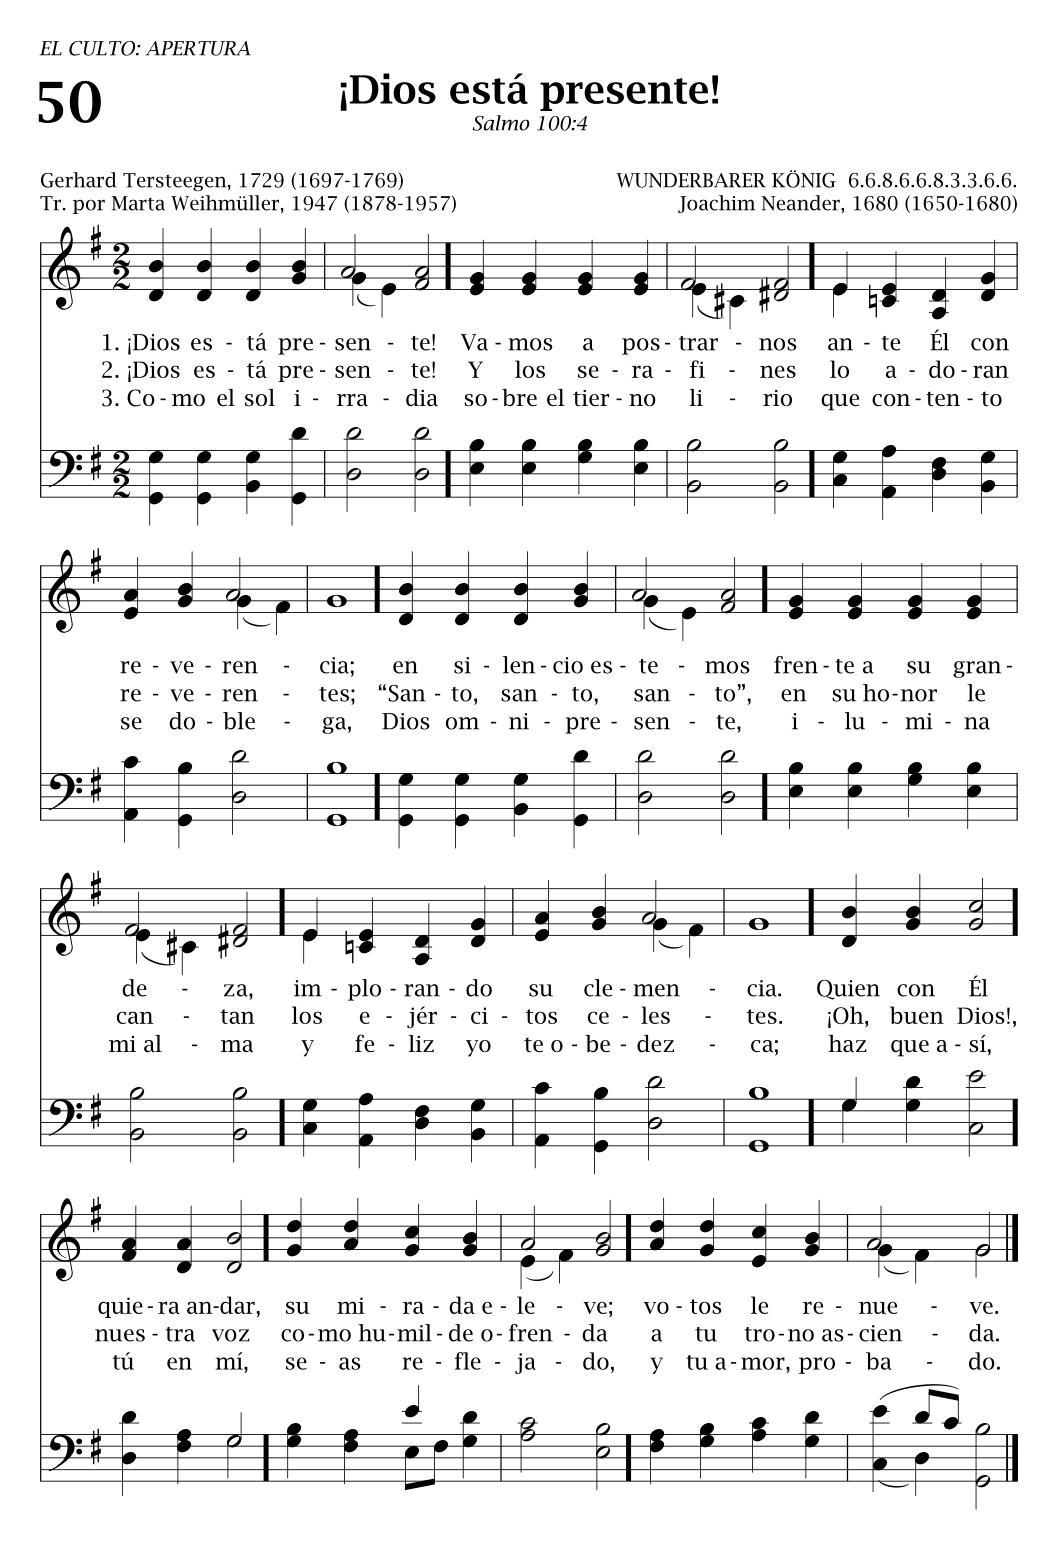 EL CULTO: APERTURA
50
¡Dios está presente!
Salmo 100:4
Gerhard Tersteegen, 1729 (1697-1769)
WUNDERBARER KÖNIG 6.6.8.6.6.8.3.3.6.6.
Tr. por Marta Weihmüller, 1947 (1878-1957)
Joachim Neander, 1680 (1650-1680)
1. ¡Dios es - tá pre - sen - te! Va - mos a pos - trar - nos an - te Él con
2. ¡Dios es - tá pre - sen - te! Y los se - ra - fi - nes lo a - do - ran
3. Co - mo el sol i - rra - dia so - bre el tier - no li - rio que con - ten - to
re - ve - ren - cia; en si - len - cio es - te - mos fren - te a su gran -
re - ve - ren - tes; “San - to, san - to, san - to”, en su ho - nor le
se do - ble - ga, Dios om - ni - pre - sen - te, i - lu - mi - na
de - za, im - plo - ran - do su cle - men - cia. Quien con Él
can - tan los e - jér - ci - tos ce - les - tes. ¡Oh, buen Dios!,
mi al - ma y fe - liz yo te o - be - dez - ca; haz que a - sí,
quie - ra an - dar, su mi - ra - da e - le - ve; vo - tos le re - nue - ve.
nues - tra voz co - mo hu - mil - de o - fren - da a tu tro - no as - cien - da.
tú en mí, se - as re - fle - ja - do, y tu a - mor, pro - ba - do.